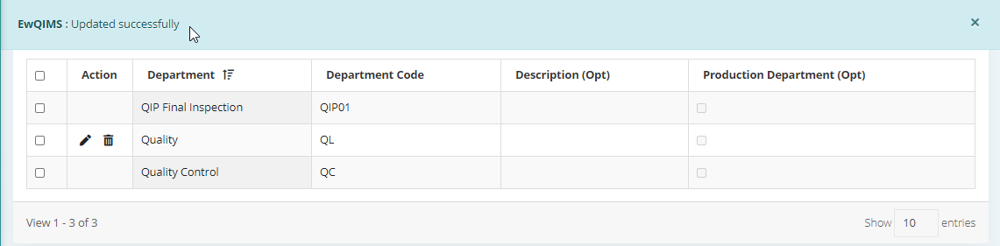 EwQIMS : Updated successfully
Action Department Department Code Description (Opt) Production Department (Opt)
QIP Final Inspection QIP01
Quality QL
Quality Control QC
View 1 - 3 of 3 Show 10 entries